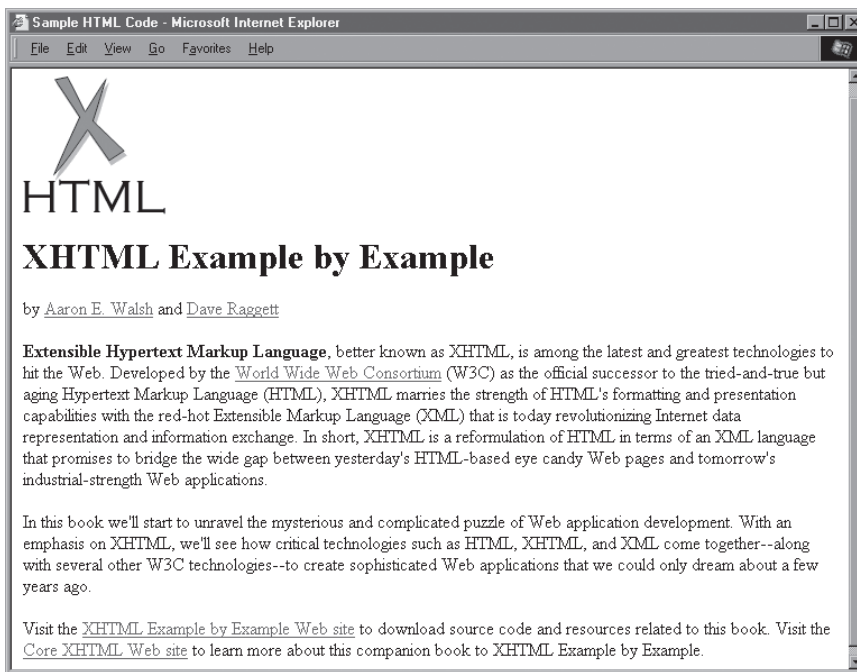 Sample HTML Code - Microsoft Internet Explorer
File Edit View Go Favorites Help
X
HTML
XHTML Example by Example
by Aaron E. Walsh and Dave Raggett
Extensible Hypertext Markup Language, better known as XHTML, is among the latest and greatest technologies to
hit the Web. Developed by the World Wide Web Consortium (W3C) as the official successor to the tried-and-true but
aging Hypertext Markup Language (HTML), XHTML marries the strength of HTML's formatting and presentation
capabilities with the red-hot Extensible Markup Language (XML) that is today revolutionizing Internet data
representation and information exchange. In short, XHTML is a reformulation of HTML in terms of an XML language
that promises to bridge the wide gap between yesterday's HTML-based eye candy Web pages and tomorrow's
industrial-strength Web applications.
In this book we'll start to unravel the mysterious and complicated puzzle of Web application development. With an
emphasis on XHTML, we'll see how critical technologies such as HTML, XHTML, and XML come together--along
with several other W3C technologies--to create sophisticated Web applications that we could only dream about a few
years ago.
Visit the XHTML Example by Example Web site to download source code and resources related to this book. Visit the
Core XHTML Web site to learn more about this companion book to XHTML Example by Example.